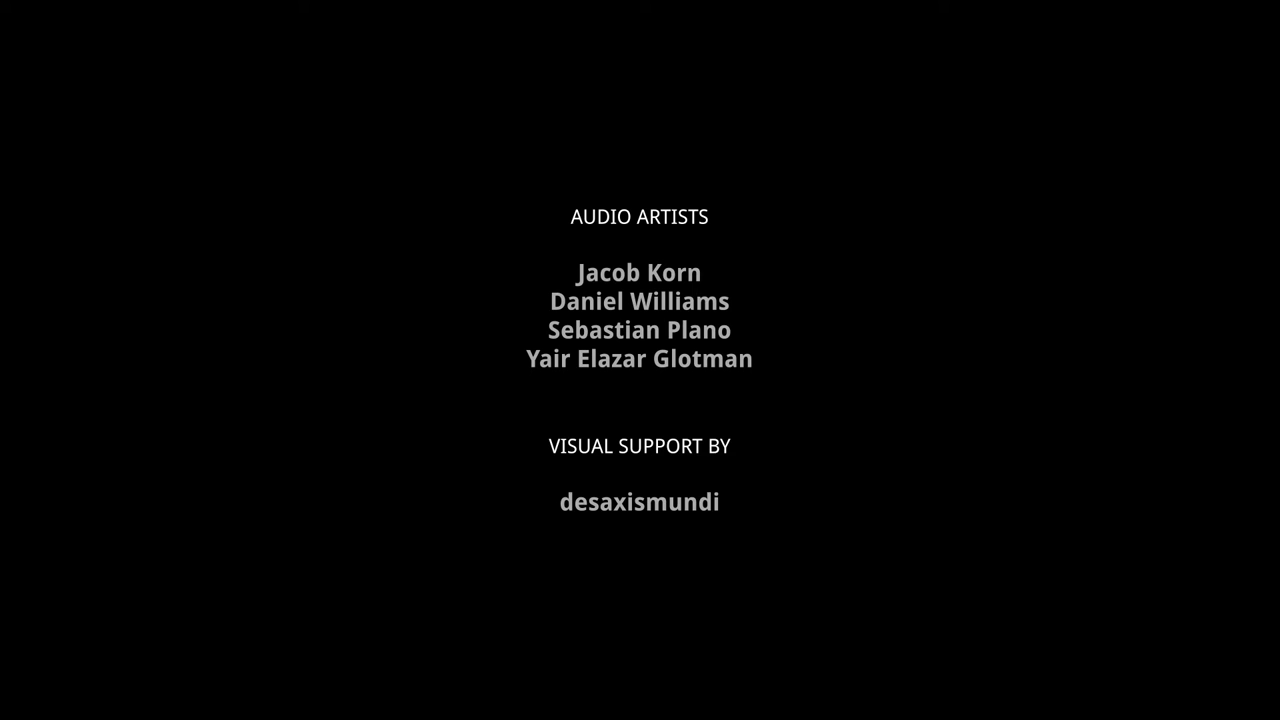 AUDIO ARTISTS
Jacob Korn
Daniel Williams
Sebastian Plano
Yair Elazar Glotman
VISUAL SUPPORT BY
desaxismundi